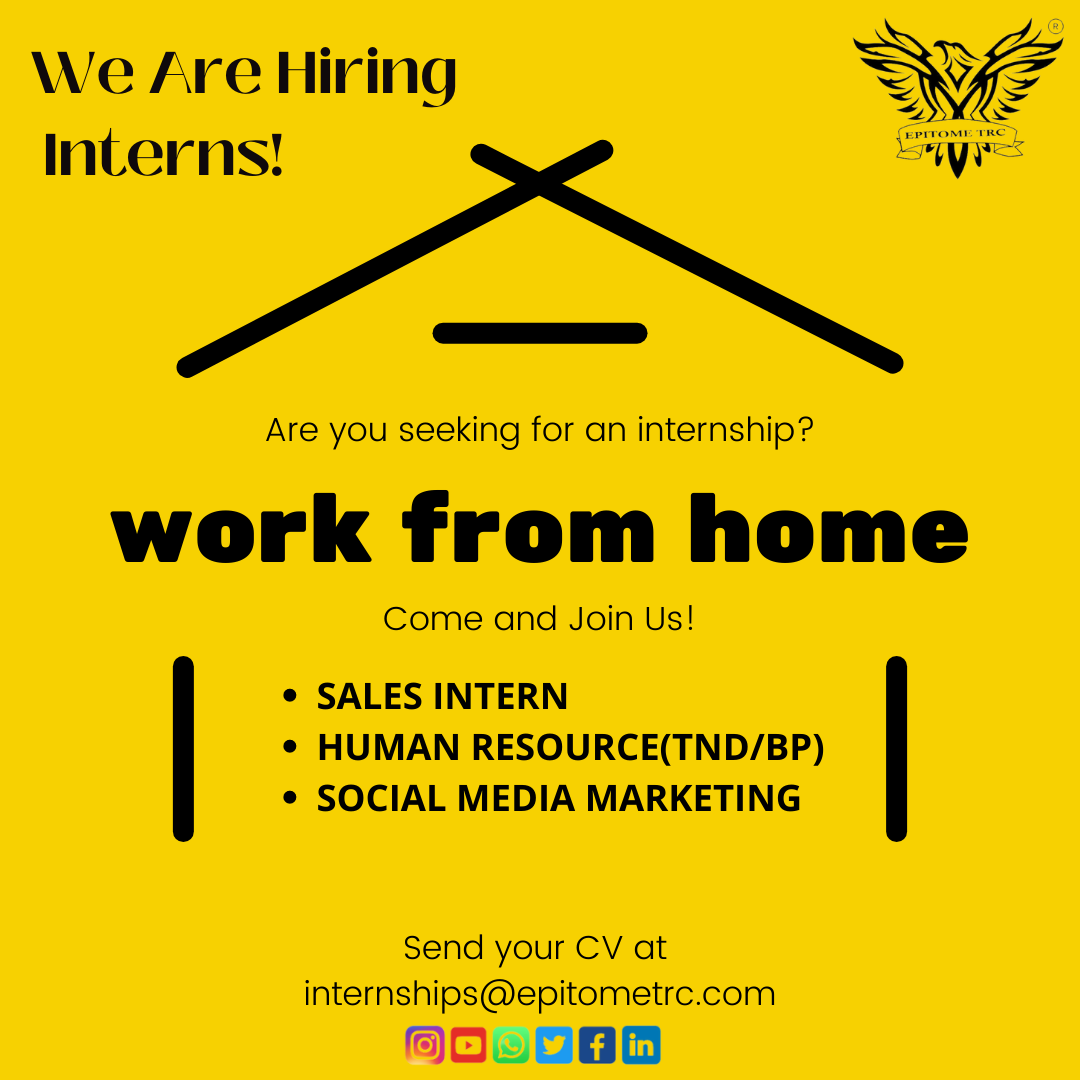 We Are Hiring
Interns!
®
EPITOME TRC
Are you seeking for an internship?
work from home
Come and Join Us!
• SALES INTERN
• HUMAN RESOURCE(TND/BP)
• SOCIAL MEDIA MARKETING
Send your CV at
internships@epitometrc.com